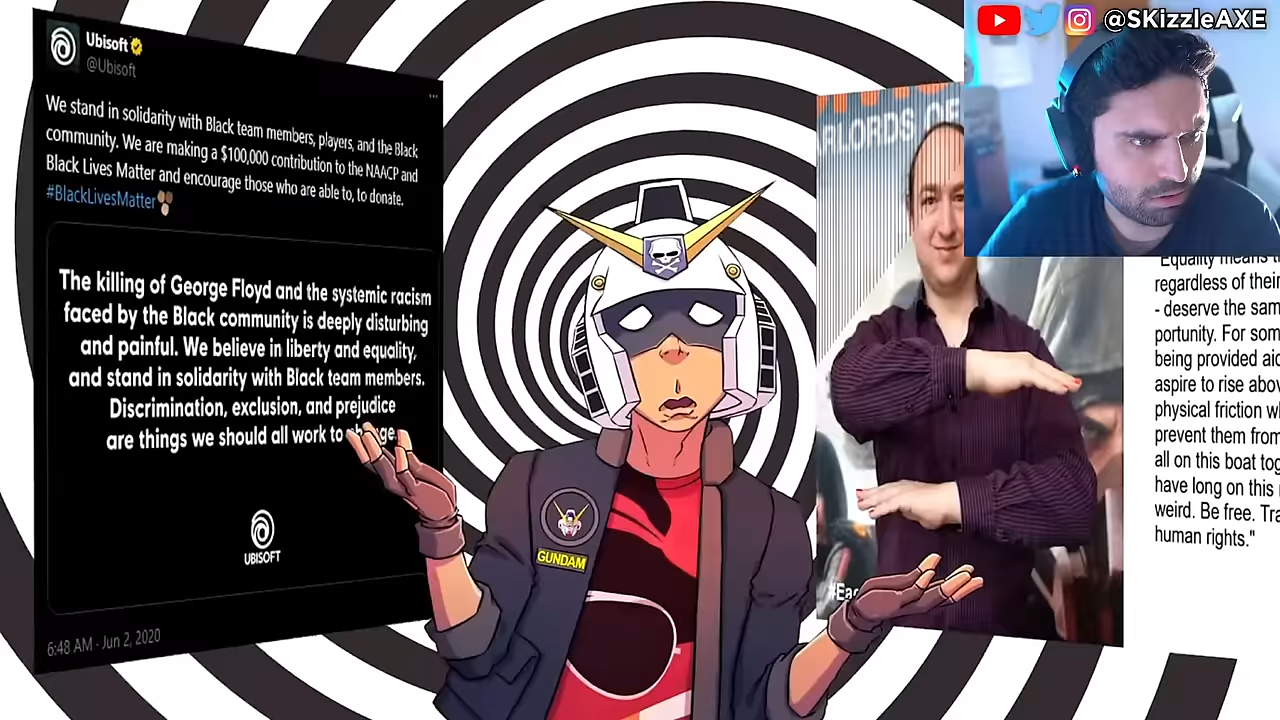 Ubisoft
@Ubisoft
We stand in solidarity with Black team members, players, and the Black
community. We are making a $100,000 contribution to the NAACP and
Black Lives Matter and encourage those who are able to, to donate.
#BlackLivesMatter
The killing of George Floyd and the systemic racism
faced by the Black community is deeply disturbing
and painful. We believe in liberty and equality,
and stand in solidarity with Black team members.
Discrimination, exclusion, and prejudice
are things we should all work to
UBISOFT
6:48 AM - Jun 2, 2020
GUNDAM
@SKizzleAXE
"Equality means
regardless of their
- deserve the sam
portunity. For som
being provided aid
aspire to rise abov
physical friction w
prevent them from
all on this boat tog
have long on this
weird. Be free. Tra
human rights."